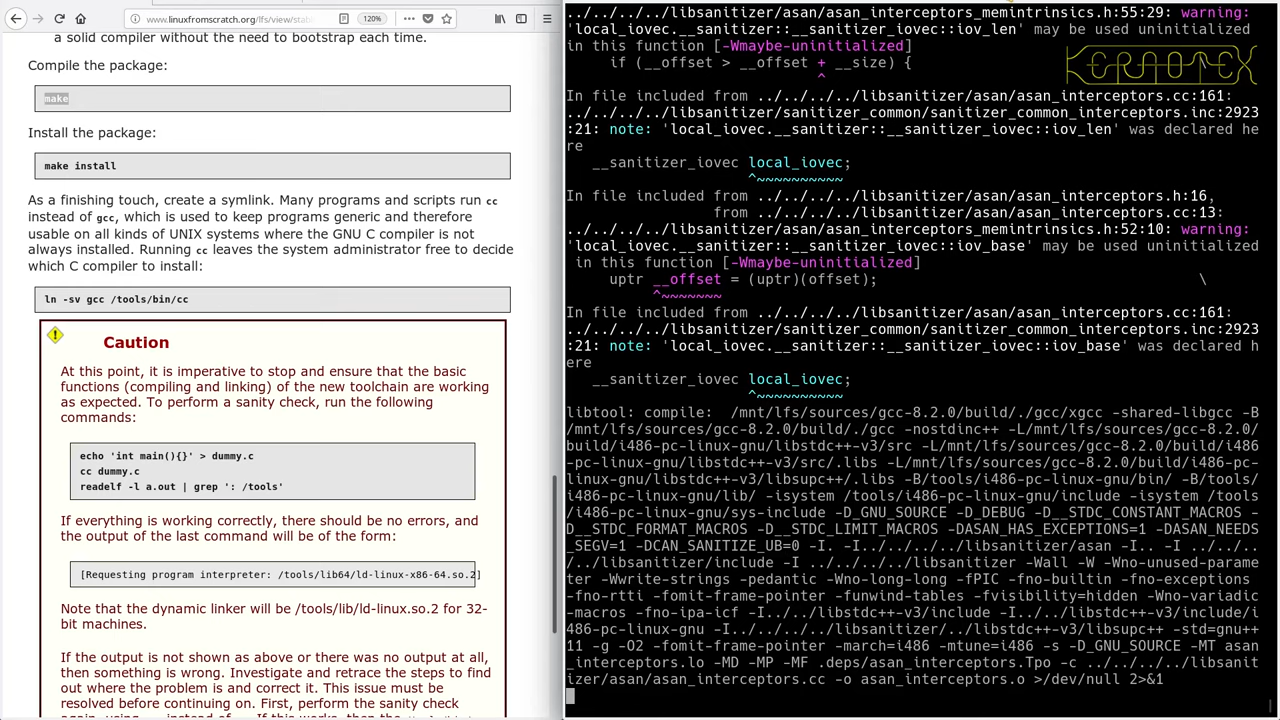 www.linuxfromscratch.org/lfs/view/stabl
120%
a solid compiler without the need to bootstrap each time.
Compile the package:
make
Install the package:
make install
As a finishing touch, create a symlink. Many programs and scripts run cc
instead of gcc, which is used to keep programs generic and therefore
usable on all kinds of UNIX systems where the GNU C compiler is not
always installed. Running cc leaves the system administrator free to decide
which C compiler to install:
ln -sv gcc /tools/bin/cc
Caution
At this point, it is imperative to stop and ensure that the basic
functions (compiling and linking) of the new toolchain are working
as expected. To perform a sanity check, run the following
commands:
echo 'int main(){}' > dummy.c
cc dummy.c
readelf -l a.out | grep ': /tools'
If everything is working correctly, there should be no errors, and
the output of the last command will be of the form:
[Requesting program interpreter: /tools/lib64/ld-linux-x86-64.so.2]
Note that the dynamic linker will be /tools/lib/ld-linux.so.2 for 32-
bit machines.
If the output is not shown as above or there was no output at all,
then something is wrong. Investigate and retrace the steps to find
out where the problem is and correct it. This issue must be
resolved before continuing on. First, perform the sanity check
../../../../libsanitizer/asan/asan_interceptors_memintrinsics.h:55:29: warning:
'local_iovec.__sanitizer::__sanitizer_iovec::iov_len' may be used uninitialized
in this function [-Wmaybe-uninitialized]
if (__offset > __offset + __size) {
^
In file included from ../../../../libsanitizer/asan/asan_interceptors.cc:161:
../../../../libsanitizer/sanitizer_common/sanitizer_common_interceptors.inc:2923
:21: note: 'local_iovec.__sanitizer::__sanitizer_iovec::iov_len' was declared he
re
__sanitizer_iovec local_iovec;
^~~~~~~~~~~
In file included from ../../../../libsanitizer/asan/asan_interceptors.h:16,
from ../../../../libsanitizer/asan/asan_interceptors.cc:13:
../../../../libsanitizer/asan/asan_interceptors_memintrinsics.h:52:10: warning:
'local_iovec.__sanitizer::__sanitizer_iovec::iov_base' may be used uninitialized
in this function [-Wmaybe-uninitialized]
uptr __offset = (uptr)(offset); \
^~~~~~~~
In file included from ../../../../libsanitizer/asan/asan_interceptors.cc:161:
../../../../libsanitizer/sanitizer_common/sanitizer_common_interceptors.inc:2923
:21: note: 'local_iovec.__sanitizer::__sanitizer_iovec::iov_base' was declared h
ere
__sanitizer_iovec local_iovec;
^~~~~~~~~~~
libtool: compile: /mnt/lfs/sources/gcc-8.2.0/build/./gcc/xgcc -shared-libgcc -B
/mnt/lfs/sources/gcc-8.2.0/build/./gcc -nostdinc++ -L/mnt/lfs/sources/gcc-8.2.0/
build/i486-pc-linux-gnu/libstdc++-v3/src -L/mnt/lfs/sources/gcc-8.2.0/build/i486
-pc-linux-gnu/libstdc++-v3/src/.libs -L/mnt/lfs/sources/gcc-8.2.0/build/i486-pc-
linux-gnu/libstdc++-v3/libsupc++/.libs -B/tools/i486-pc-linux-gnu/bin/ -B/tools/
i486-pc-linux-gnu/lib/ -isystem /tools/i486-pc-linux-gnu/include -isystem /tools
/i486-pc-linux-gnu/sys-include -D_GNU_SOURCE -D_DEBUG -D__STDC_CONSTANT_MACROS -
D__STDC_FORMAT_MACROS -D__STDC_LIMIT_MACROS -DASAN_HAS_EXCEPTIONS=1 -DASAN_NEEDS
_SEGV=1 -DCAN_SANITIZE_UB=0 -I. -I../../../../libsanitizer/asan -I.. -I ../../..
/../libsanitizer/include -I ../../../../libsanitizer -Wall -W -Wno-unused-parame
ter -Wwrite-strings -pedantic -Wno-long-long -fPIC -fno-builtin -fno-exceptions
-fno-rtti -fomit-frame-pointer -funwind-tables -fvisibility=hidden -Wno-variadic
-macros -fno-ipa-icf -I../../libstdc++-v3/include -I../../libstdc++-v3/include/i
486-pc-linux-gnu -I../../../../libsanitizer/../libstdc++-v3/libsupc++ -std=gnu++
11 -g -O2 -fomit-frame-pointer -march=i486 -mtune=i486 -s -D_GNU_SOURCE -MT asan
_interceptors.lo -MD -MP -MF .deps/asan_interceptors.Tpo -c ../../../../libsanit
izer/asan/asan_interceptors.cc -o asan_interceptors.o >/dev/null 2>&1